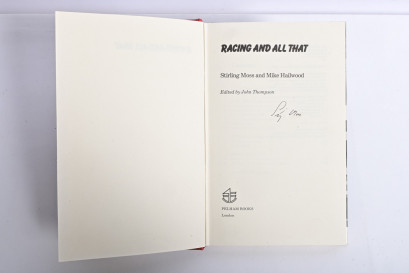 RACING AND ALL THAT
Stirling Moss and Mike Hailwood
Edited by John Thompson
PELHAM BOOKS
London